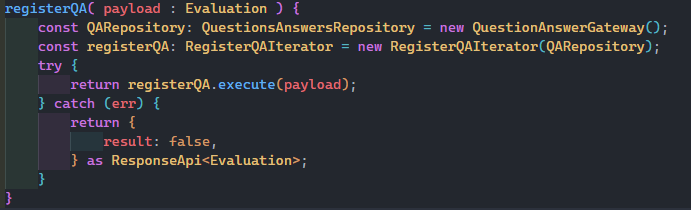 registerQA( payload : Evaluation ) {
const QARepository: QuestionsAnswersRepository = new QuestionAnswerGateway();
const registerQA: RegisterQAIterator = new RegisterQAIterator(QARepository);
try {
return registerQA.execute(payload);
} catch (err) {
return {
result: false,
} as ResponseApi<Evaluation>;
}
}